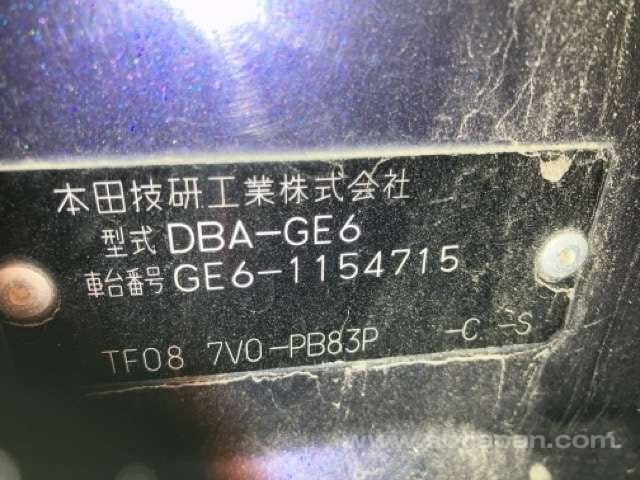 本田技研工業株式会社
型式 DBA-GE6
車台番号 GE6-1154715
TF08 7V0-PB83P -C -S